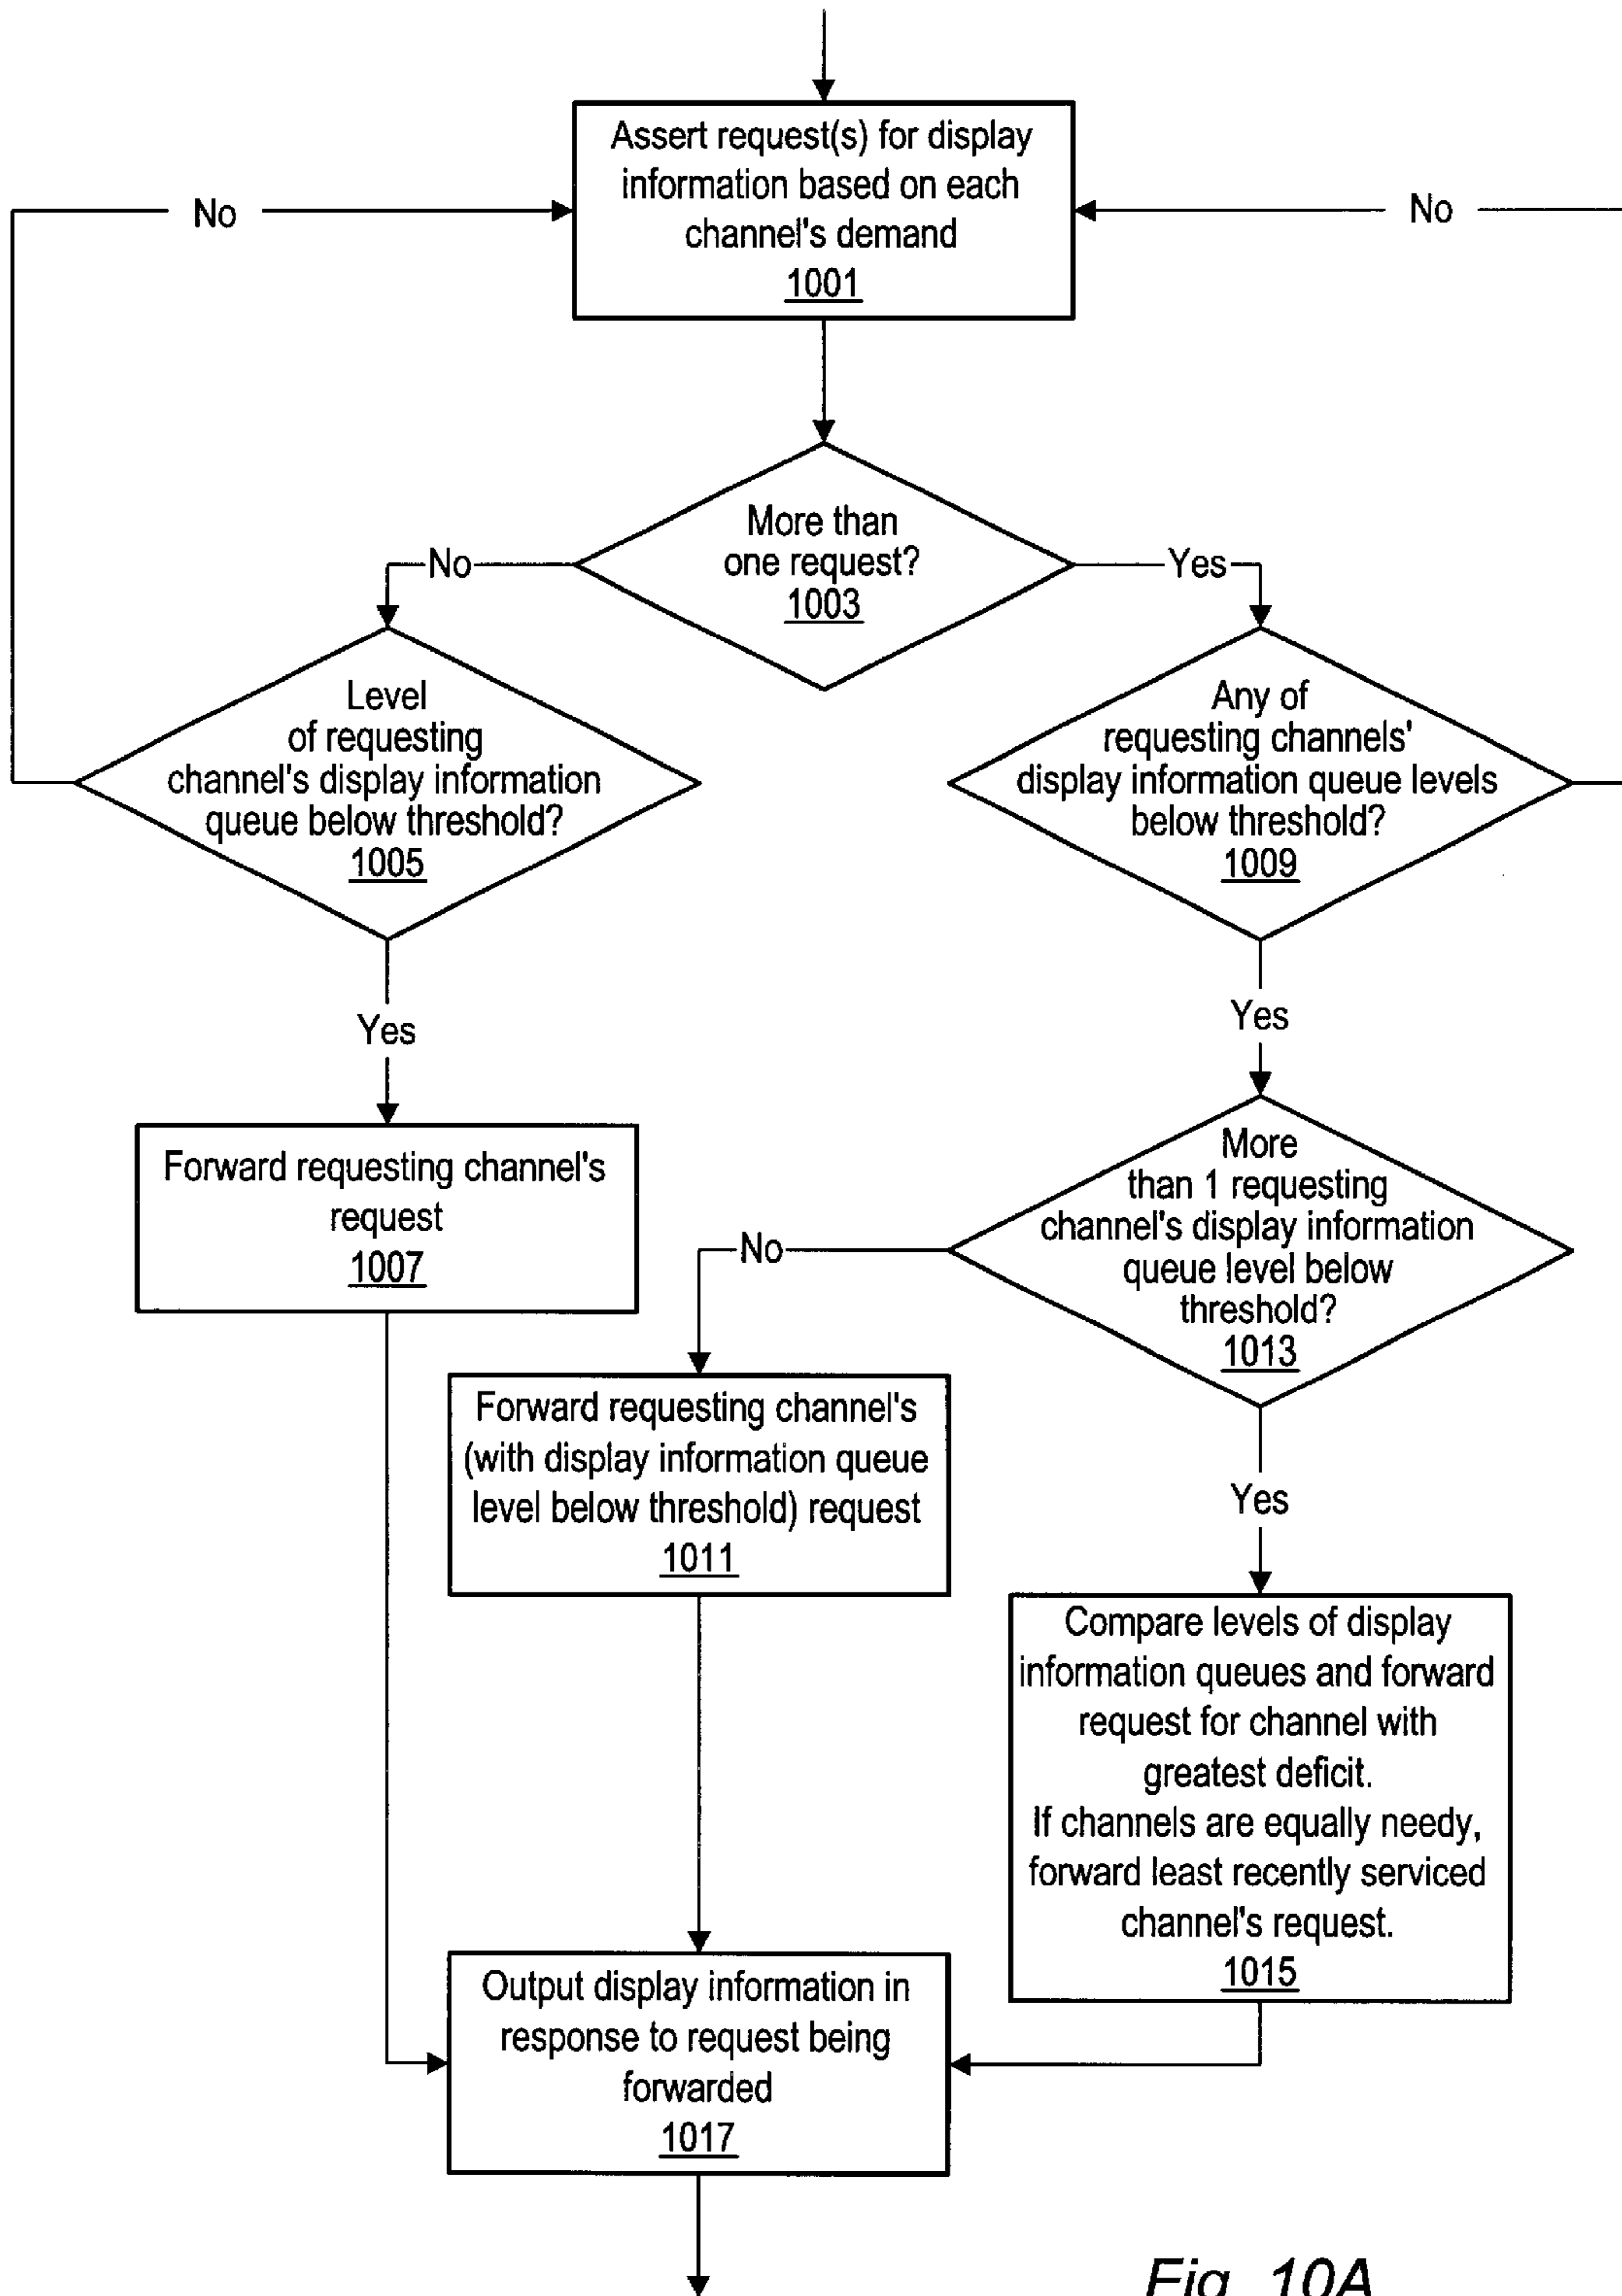 Assert request(s) for display
information based on each
channel's demand
1001
No
No
More than
one request?
1003
No
Yes
Level
of requesting
channel's display information
queue below threshold?
1005
Any of
requesting channels'
display information queue levels
below threshold?
1009
Yes
Yes
Forward requesting channel's
request
1007
More
than 1 requesting
channel's display information
queue level below
threshold?
1013
No
Forward requesting channel's
(with display information queue
level below threshold) request
1011
Yes
Compare levels of display
information queues and forward
request for channel with
greatest deficit.
If channels are equally needy,
forward least recently serviced
channel's request.
1015
Output display information in
response to request being
forwarded
1017
Fig. 10A